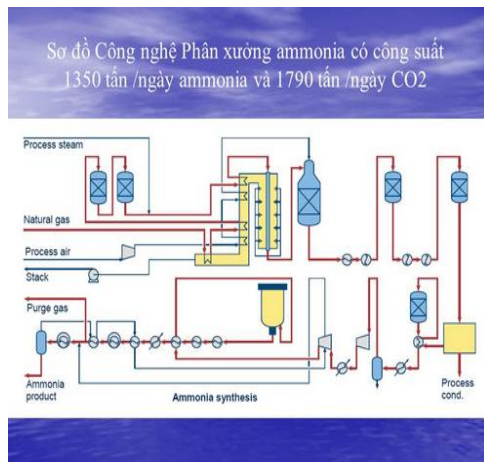 Sơ đồ Công nghệ Phân xưởng ammonia có công suất
1350 tấn /ngày ammonia và 1790 tấn /ngày CO2
Process steam
Natural gas
Process air
Stack
Purge gas
Ammonia
product
Ammonia synthesis
Process
cond.